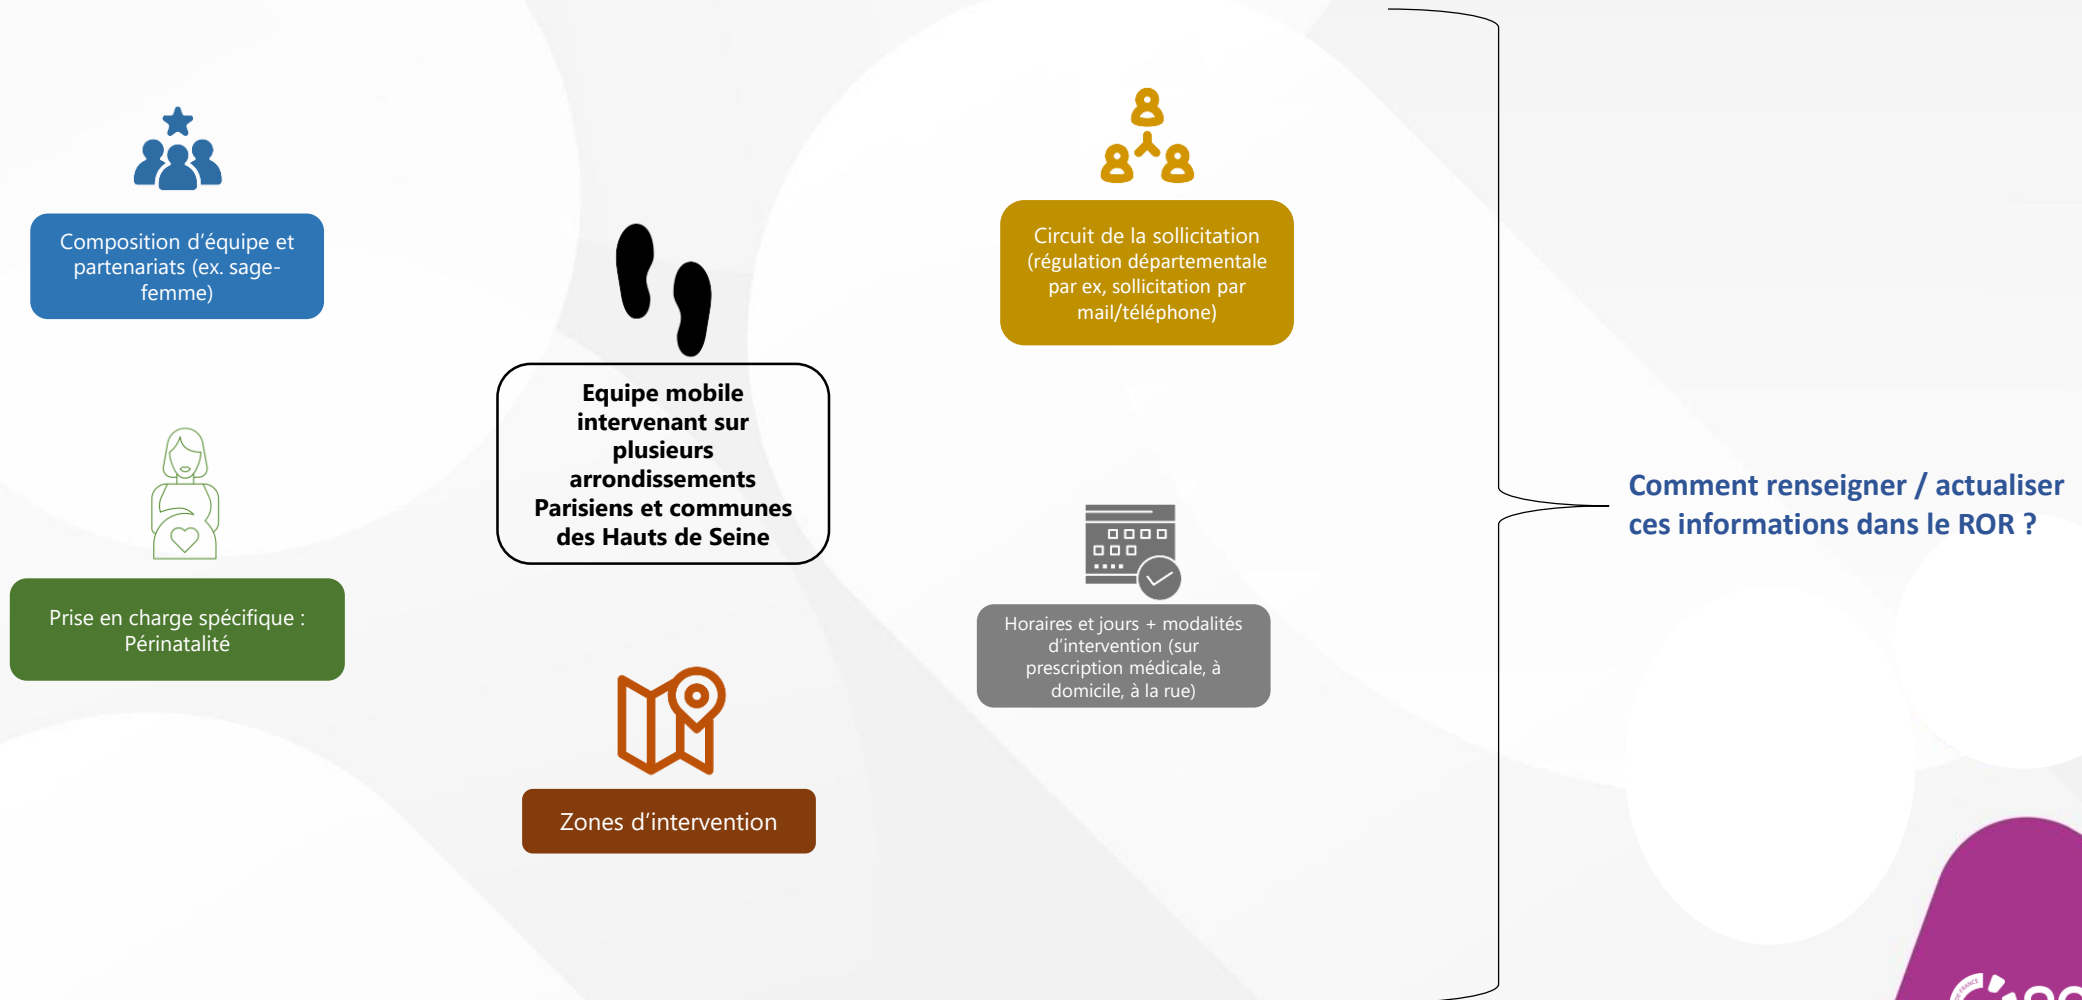 Composition d'équipe et
partenariats (ex. sage-
femme)
Prise en charge spécifique :
Périnatalité
Equipe mobile
intervenant sur
plusieurs
arrondissements
Parisiens et communes
des Hauts de Seine
Zones d'intervention
Circuit de la sollicitation
(régulation départementale
par ex, sollicitation par
mail/téléphone)
Horaires et jours + modalités
d'intervention (sur
prescription médicale, à
domicile, à la rue)
Comment renseigner / actualiser
ces informations dans le ROR ?